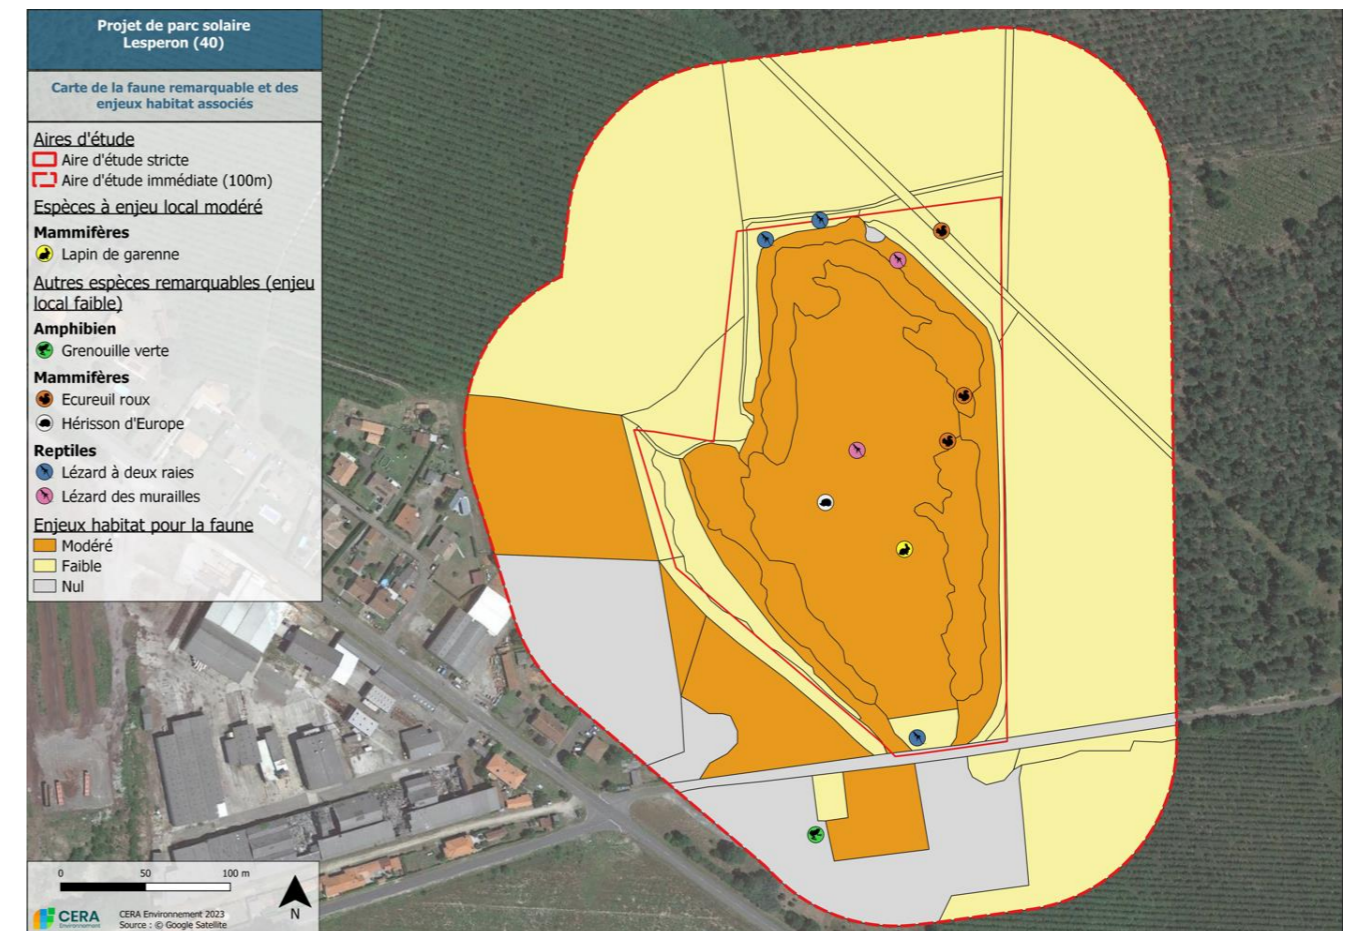 Projet de parc solaire
Lesperon (40)
Carte de la faune remarquable et des
enjeux habitat associés
Aires d'étude
Aire d'étude stricte
Aire d'étude immédiate (100m)
Espèces à enjeu local modéré
Mammifères
Lapin de garenne
Autres espèces remarquables (enjeu
local faible)
Amphibien
Grenouille verte
Mammifères
Ecureuil roux
Hérisson d'Europe
Reptiles
Lézard à deux raies
Lézard des murailles
Enjeux habitat pour la faune
Modéré
Faible
Nul
0 50 100 m
N
CERA
Environnement
CERA Environnement 2023
Source : © Google Satellite